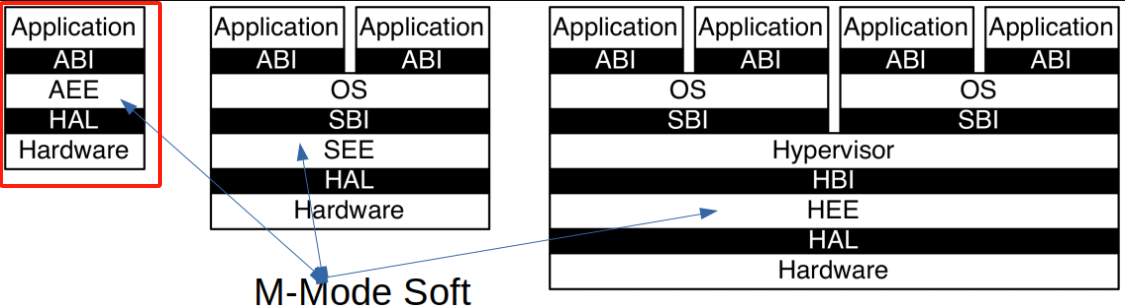 Application
ABI
AEE
HAL
Hardware
Application Application
ABI ABI
OS
SBI
SEE
HAL
Hardware
Application Application Application Application
ABI ABI ABI ABI
OS OS
SBI SBI
Hypervisor
HBI
HEE
HAL
Hardware
M-Mode Soft